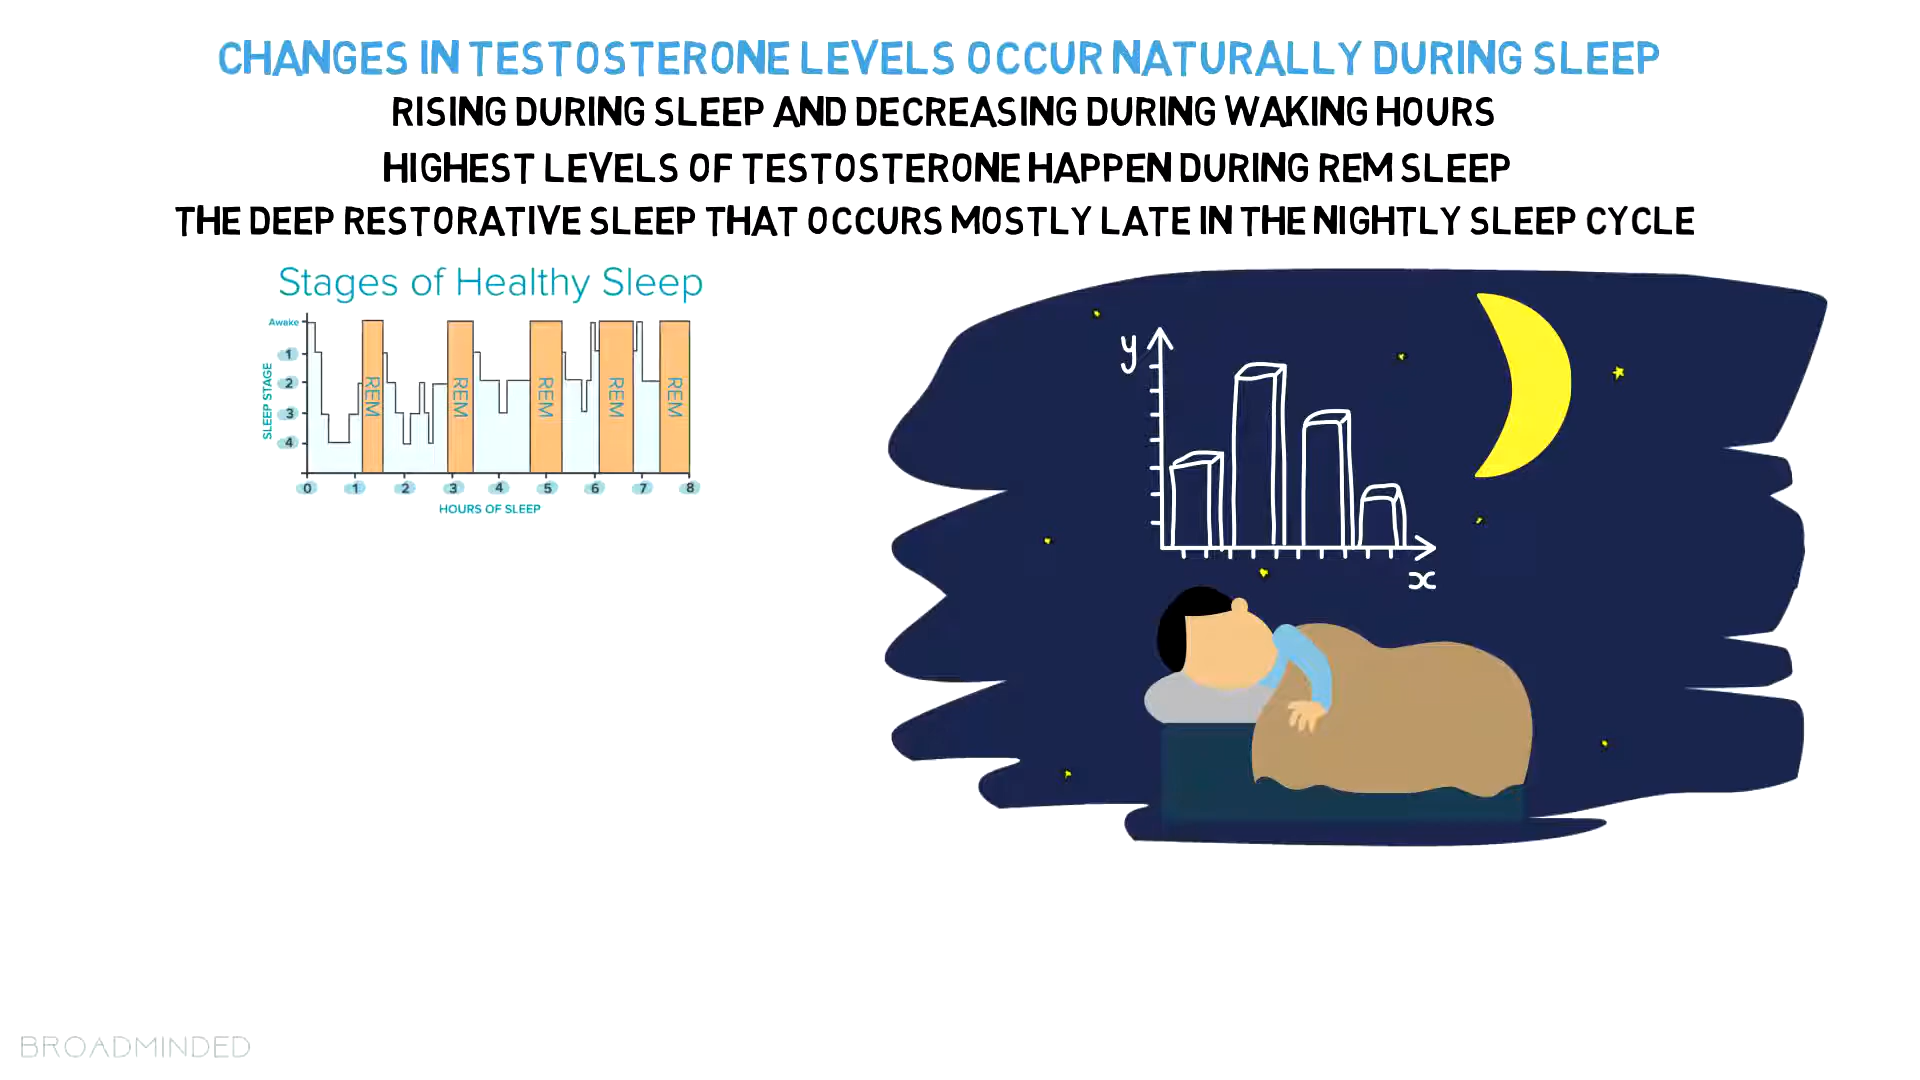 CHANGES IN TESTOSTERONE LEVELS OCCUR NATURALLY DURING SLEEP
RISING DURING SLEEP AND DECREASING DURING WAKING HOURS
HIGHEST LEVELS OF TESTOSTERONE HAPPEN DURING REM SLEEP
THE DEEP RESTORATIVE SLEEP THAT OCCURS MOSTLY LATE IN THE NIGHTLY SLEEP CYCLE
Stages of Healthy Sleep
Awake
1
2
3
4
SLEEP STAGE
REM REM REM REM REM
0 1 2 3 4 5 6 7 8
HOURS OF SLEEP
y
x
BROADMINDED